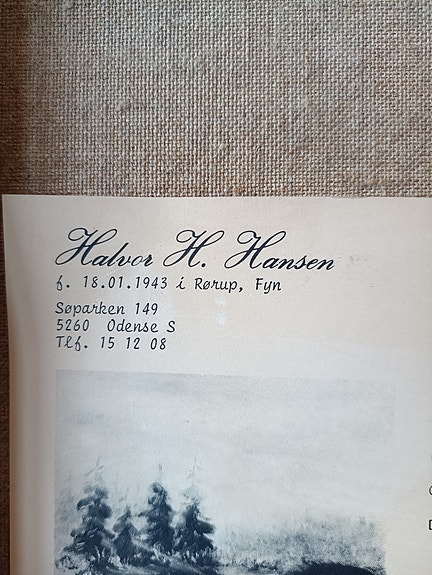 Halvor H. Hansen
f. 18.01.1943 i Rørup, Fyn
Søparken 149
5260 Odense S
Tlf. 15 12 08